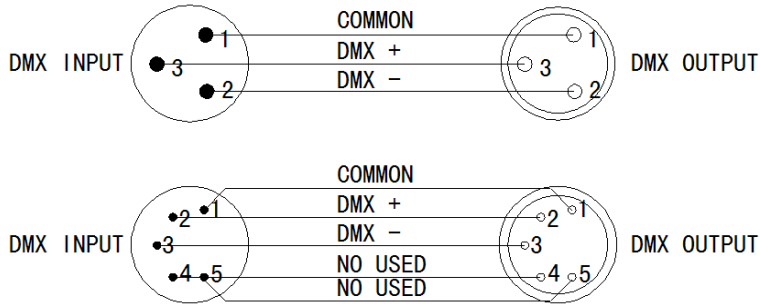 COMMON
1 1
DMX +
DMX INPUT 3 3 DMX OUTPUT
DMX -
2 2
COMMON
1 1
DMX +
2 2
DMX -
DMX INPUT 3 3 DMX OUTPUT
NO USED
4 5 4 5
NO USED